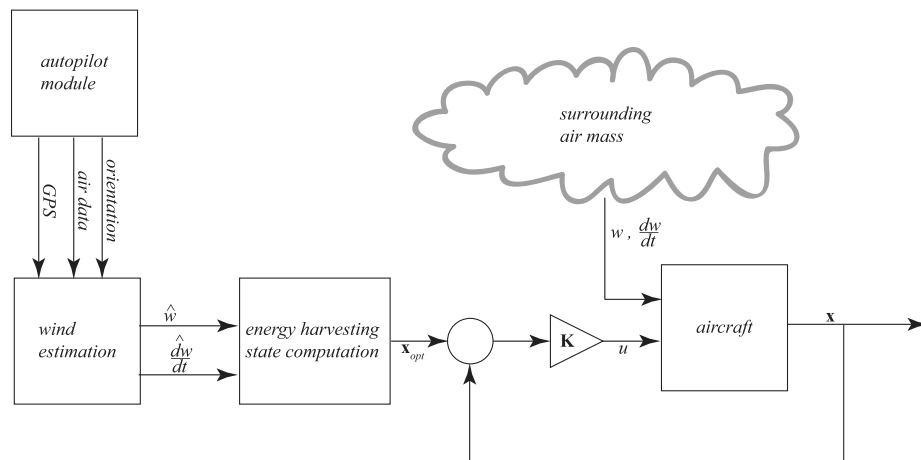 autopilot
module
GPS
air data
orientation
surrounding
air mass
w , dw
dt
wind
estimation
ŵ
d̂w
dt
energy harvesting
state computation
x_opt
K
u
aircraft
x